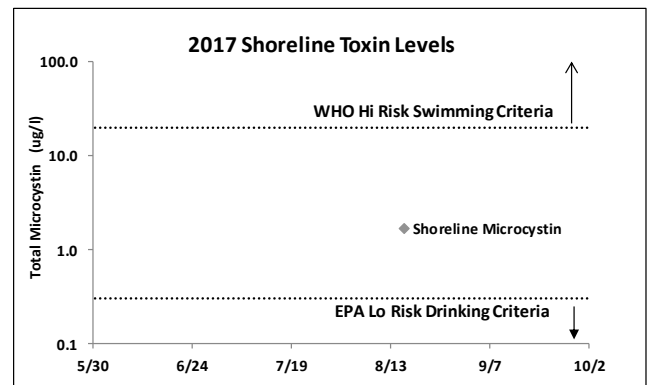 2017 Shoreline Toxin Levels
Total Microcystin (ug/l)
100.0
10.0
1.0
0.1
WHO Hi Risk Swimming Criteria
Shoreline Microcystin
EPA Lo Risk Drinking Criteria
5/30 6/24 7/19 8/13 9/7 10/2